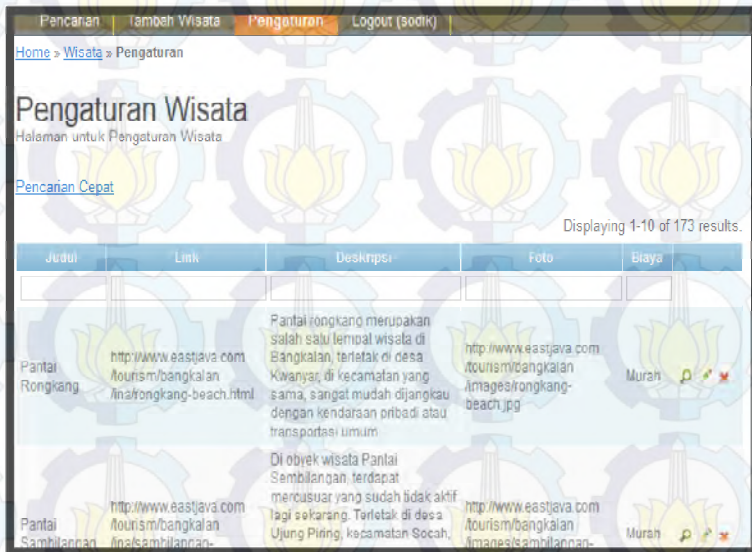 Pencarian Tambah Wisata Pengaturan Logout (sodik)
Home » Wisata » Pengaturan
Pengaturan Wisata
Halaman untuk Pengaturan Wisata
Pencarian Cepat
Displaying 1-10 of 173 results.
Judul Link Deskripsi Foto Biaya
Pantai
Rongkang
http://www.eastjava.com
/tourism/bangkalan
/ina/rongkang-beach.html
Pantai rongkang merupakan
salah satu tempat wisata di
Bangkalan, terletak di desa
Kwanyar, di kecamatan yang
sama, sangat mudah dijangkau
dengan kendaraan pribadi atau
transportasi umum
http://www.eastjava.com
/tourism/bangkalan
/images/rongkang-
beach.jpg
Murah
Pantai
Sambilangan
http://www.eastjava.com
/tourism/bangkalan
/ina/sambilangan-
Di obyek wisata Pantai
Sembilangan, terdapat
mercusuar yang sudah tidak aktif
lagi sekarang. Terletak di desa
Ujung Piring, kecamatan Socah,
http://www.eastjava.com
/tourism/bangkalan
/images/sambilangan-
Murah